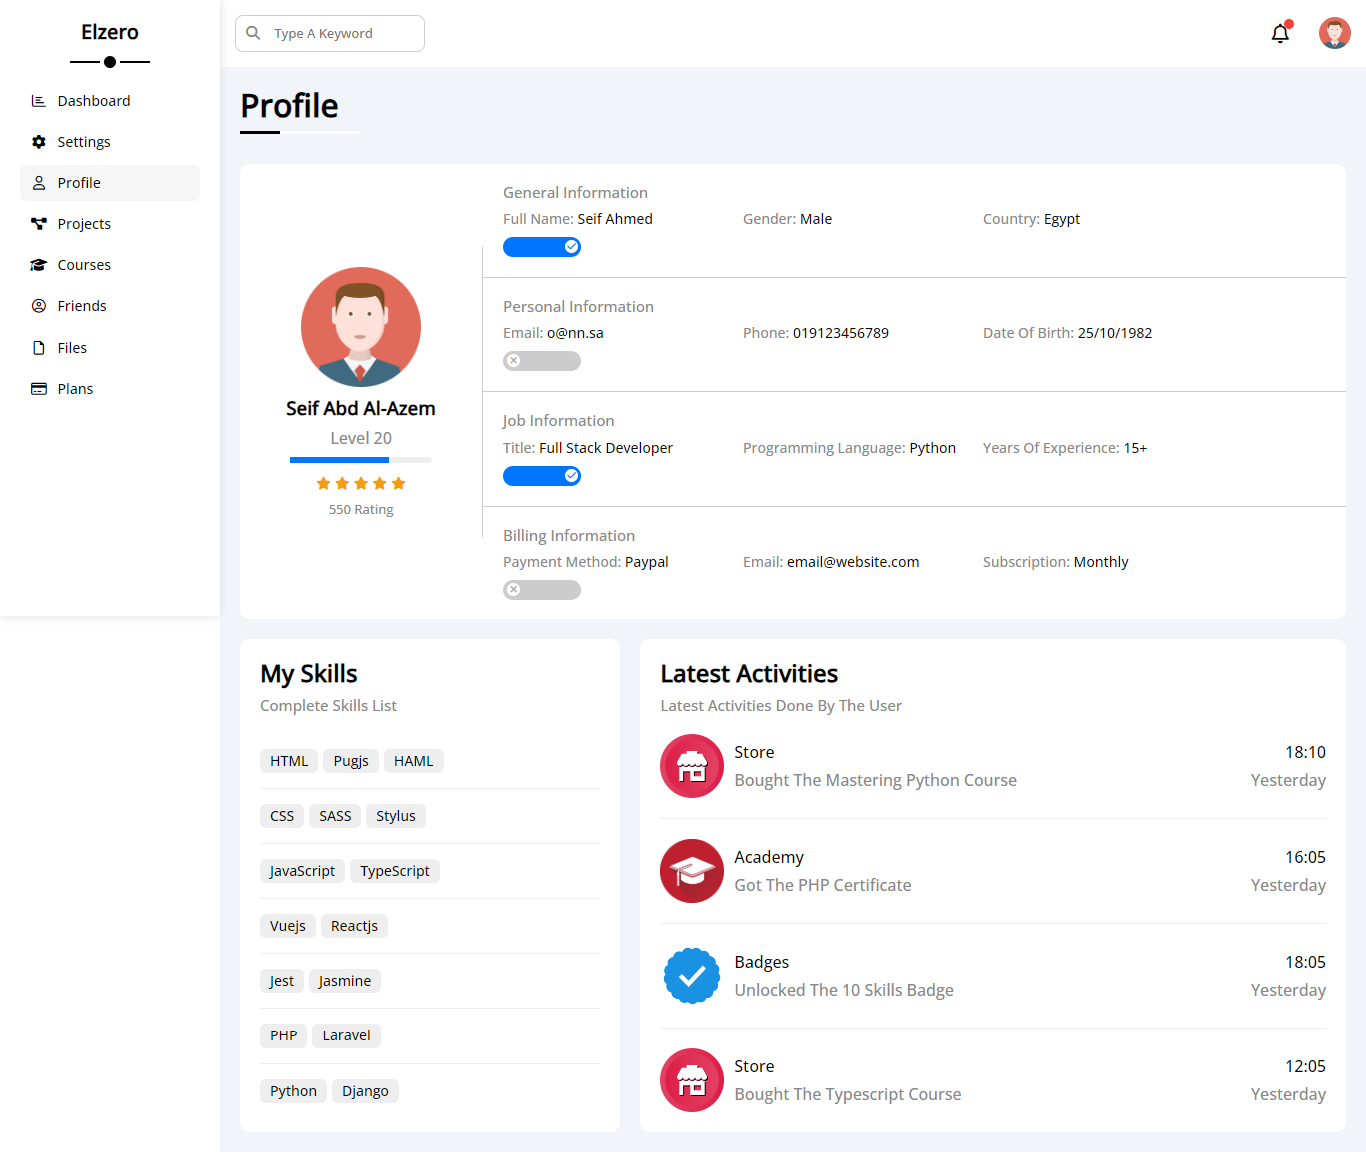 Elzero
Dashboard
Settings
Profile
Projects
Courses
Friends
Files
Plans
Type A Keyword
Profile
Seif Abd Al-Azem
Level 20
550 Rating
General Information
Full Name: Seif Ahmed Gender: Male Country: Egypt
Personal Information
Email: o@nn.sa Phone: 019123456789 Date Of Birth: 25/10/1982
Job Information
Title: Full Stack Developer Programming Language: Python Years Of Experience: 15+
Billing Information
Payment Method: Paypal Email: email@website.com Subscription: Monthly
My Skills
Complete Skills List
HTML Pugjs HAML
CSS SASS Stylus
JavaScript TypeScript
Vuejs Reactjs
Jest Jasmine
PHP Laravel
Python Django
Latest Activities
Latest Activities Done By The User
Store 18:10
Bought The Mastering Python Course Yesterday
Academy 16:05
Got The PHP Certificate Yesterday
Badges 18:05
Unlocked The 10 Skills Badge Yesterday
Store 12:05
Bought The Typescript Course Yesterday